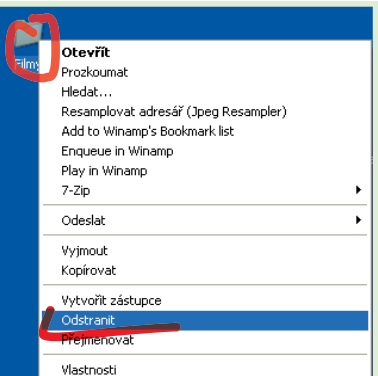 Filmy
Otevřít
Prozkoumat
Hledat...
Resamplovat adresář (Jpeg Resampler)
Add to Winamp's Bookmark list
Enqueue in Winamp
Play in Winamp
7-Zip
Odeslat
Vyjmout
Kopírovat
Vytvořit zástupce
Odstranit
Přejmenovat
Vlastnosti